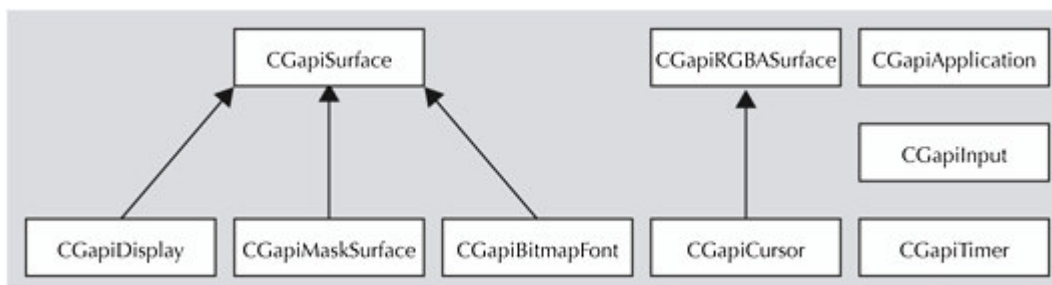 CGapiSurface
CGapiRGBASurface
CGapiApplication
CGapiInput
CGapiDisplay
CGapiMaskSurface
CGapiBitmapFont
CGapiCursor
CGapiTimer